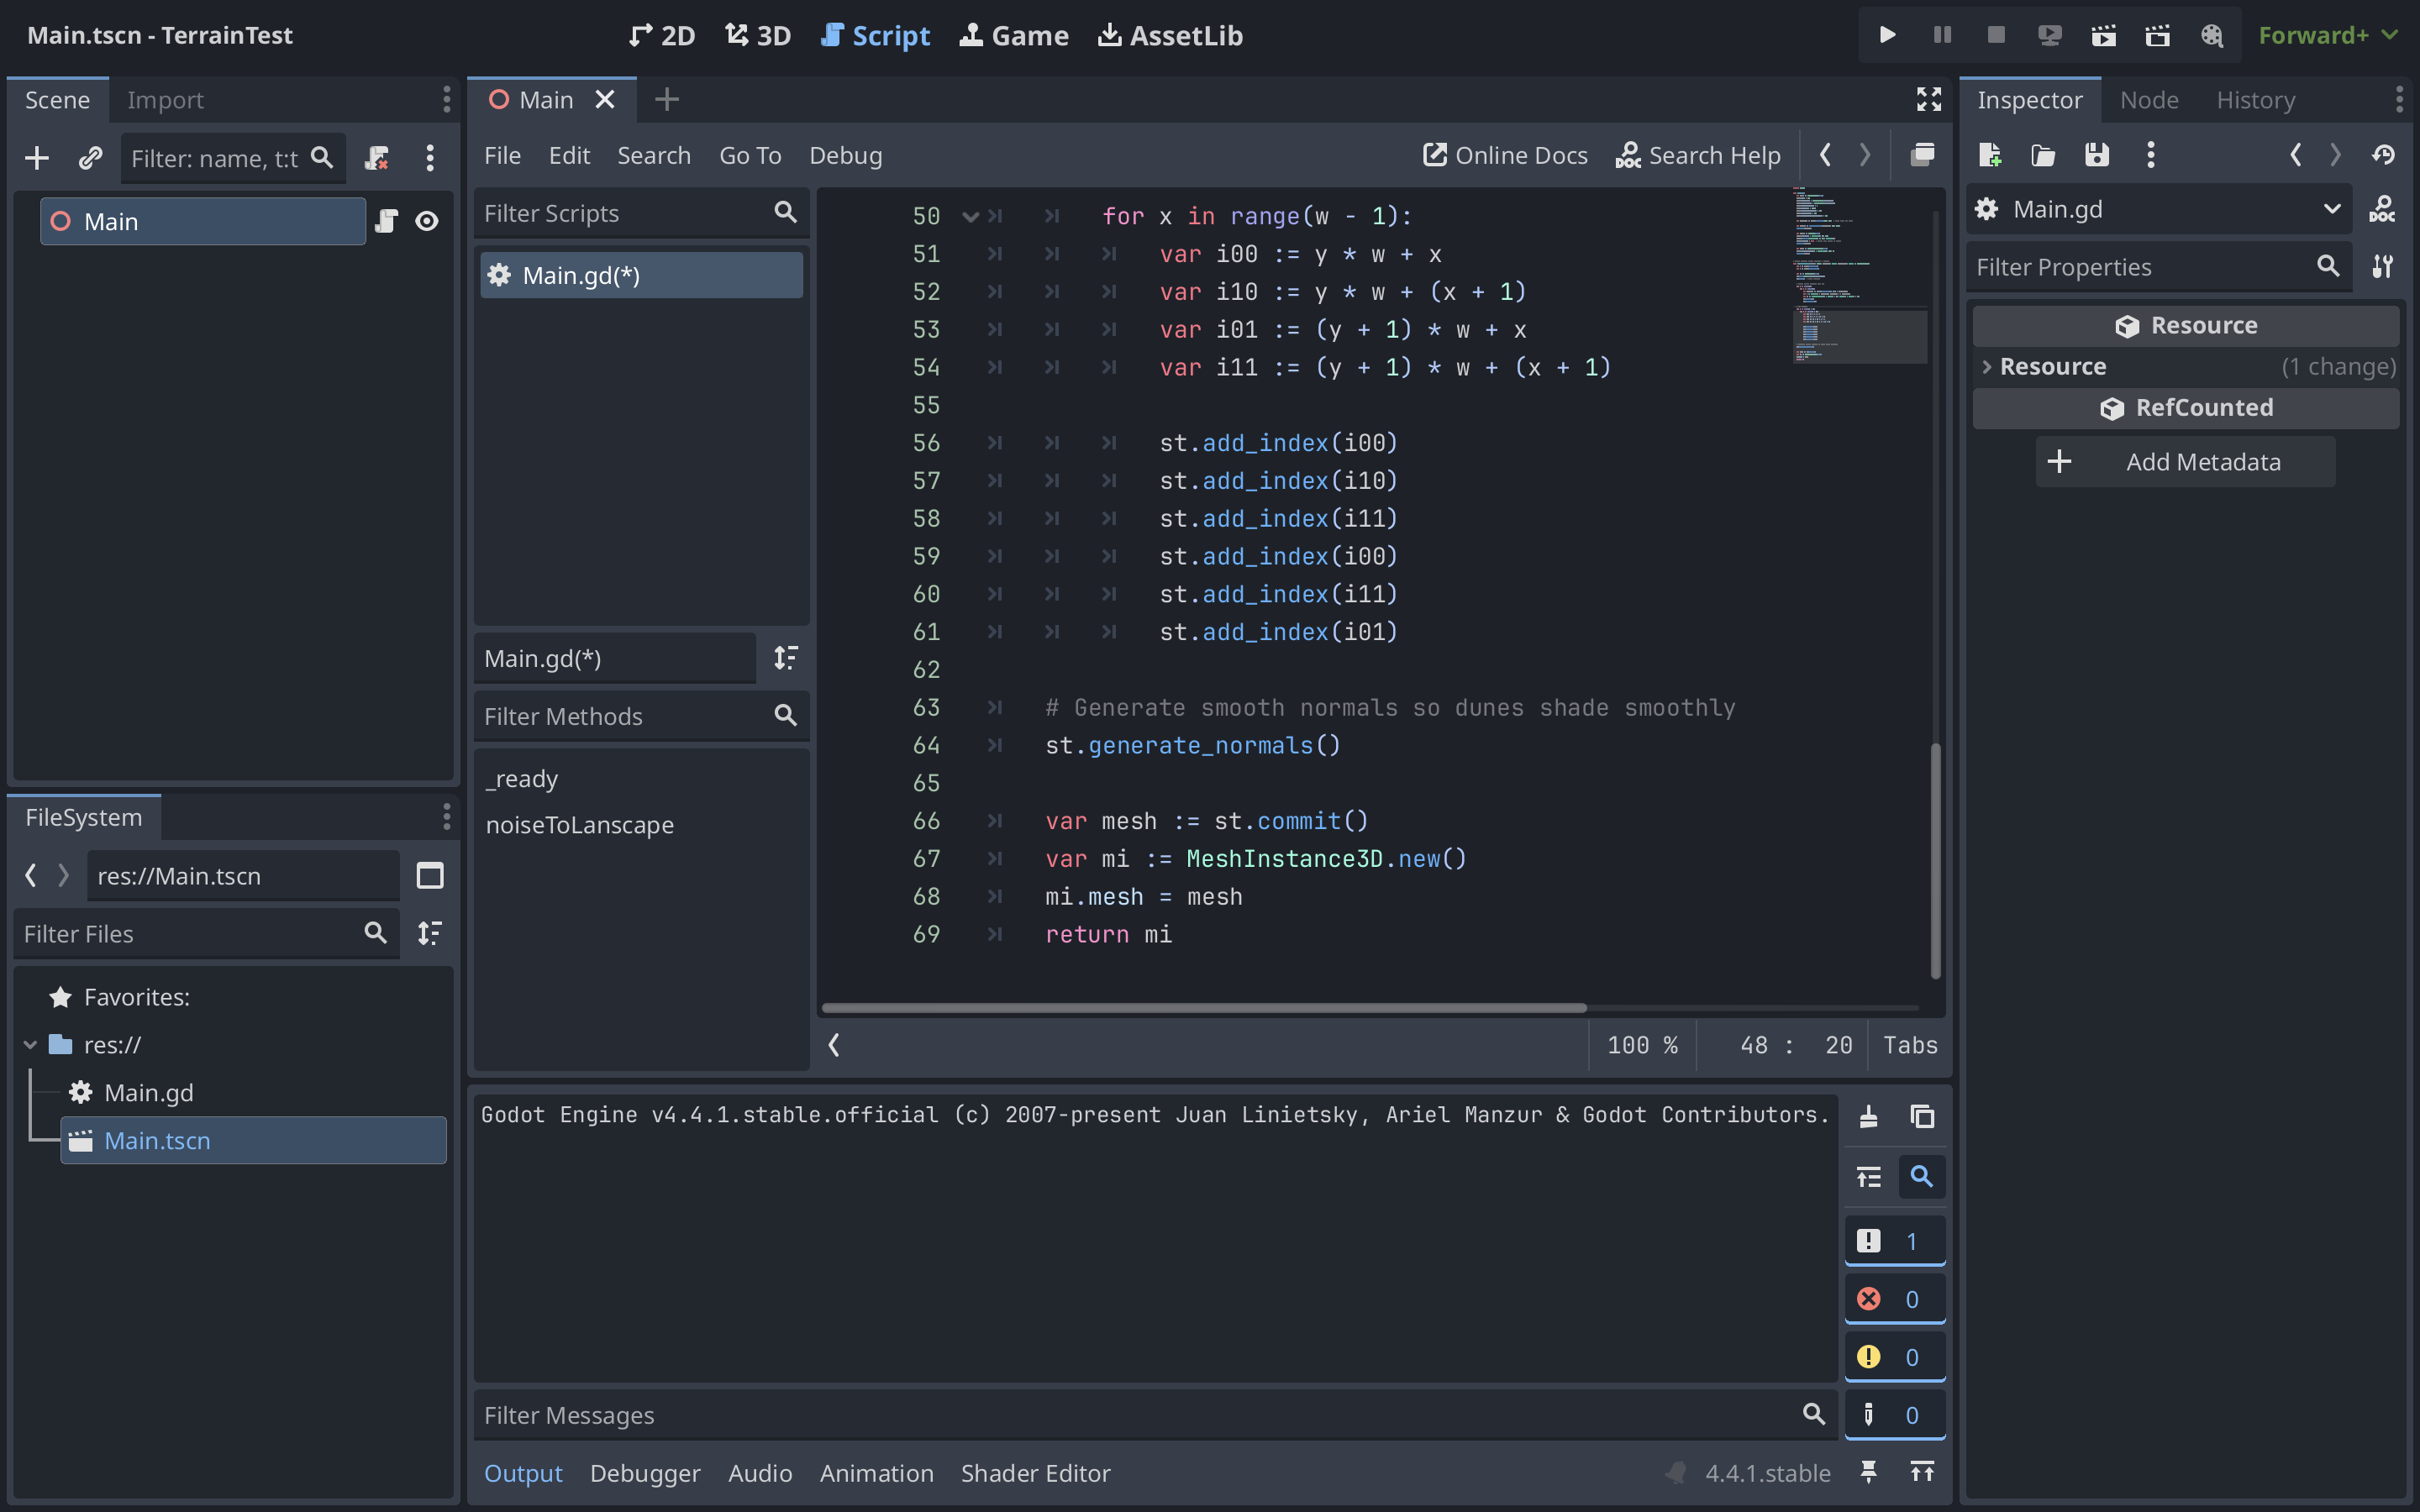 Main.tscn - TerrainTest
2D 3D Script Game AssetLib
Forward+
Scene Import
Filter: name, t:t
Main
FileSystem
res://Main.tscn
Filter Files
Favorites:
res://
Main.gd
Main.tscn
Main
File Edit Search Go To Debug
Online Docs Search Help
Filter Scripts
Main.gd(*)
Main.gd(*)
Filter Methods
_ready
noiseToLanscape
50 for x in range(w - 1):
51 var i00 := y * w + x
52 var i10 := y * w + (x + 1)
53 var i01 := (y + 1) * w + x
54 var i11 := (y + 1) * w + (x + 1)
55
56 st.add_index(i00)
57 st.add_index(i10)
58 st.add_index(i11)
59 st.add_index(i00)
60 st.add_index(i11)
61 st.add_index(i01)
62
63 # Generate smooth normals so dunes shade smoothly
64 st.generate_normals()
65
66 var mesh := st.commit()
67 var mi := MeshInstance3D.new()
68 mi.mesh = mesh
69 return mi
100 % 48 : 20 Tabs
Godot Engine v4.4.1.stable.official (c) 2007-present Juan Linietsky, Ariel Manzur & Godot Contributors.
1
0
0
0
Filter Messages
Output Debugger Audio Animation Shader Editor
4.4.1.stable
Inspector Node History
Main.gd
DOC
Filter Properties
Resource
Resource (1 change)
RefCounted
Add Metadata